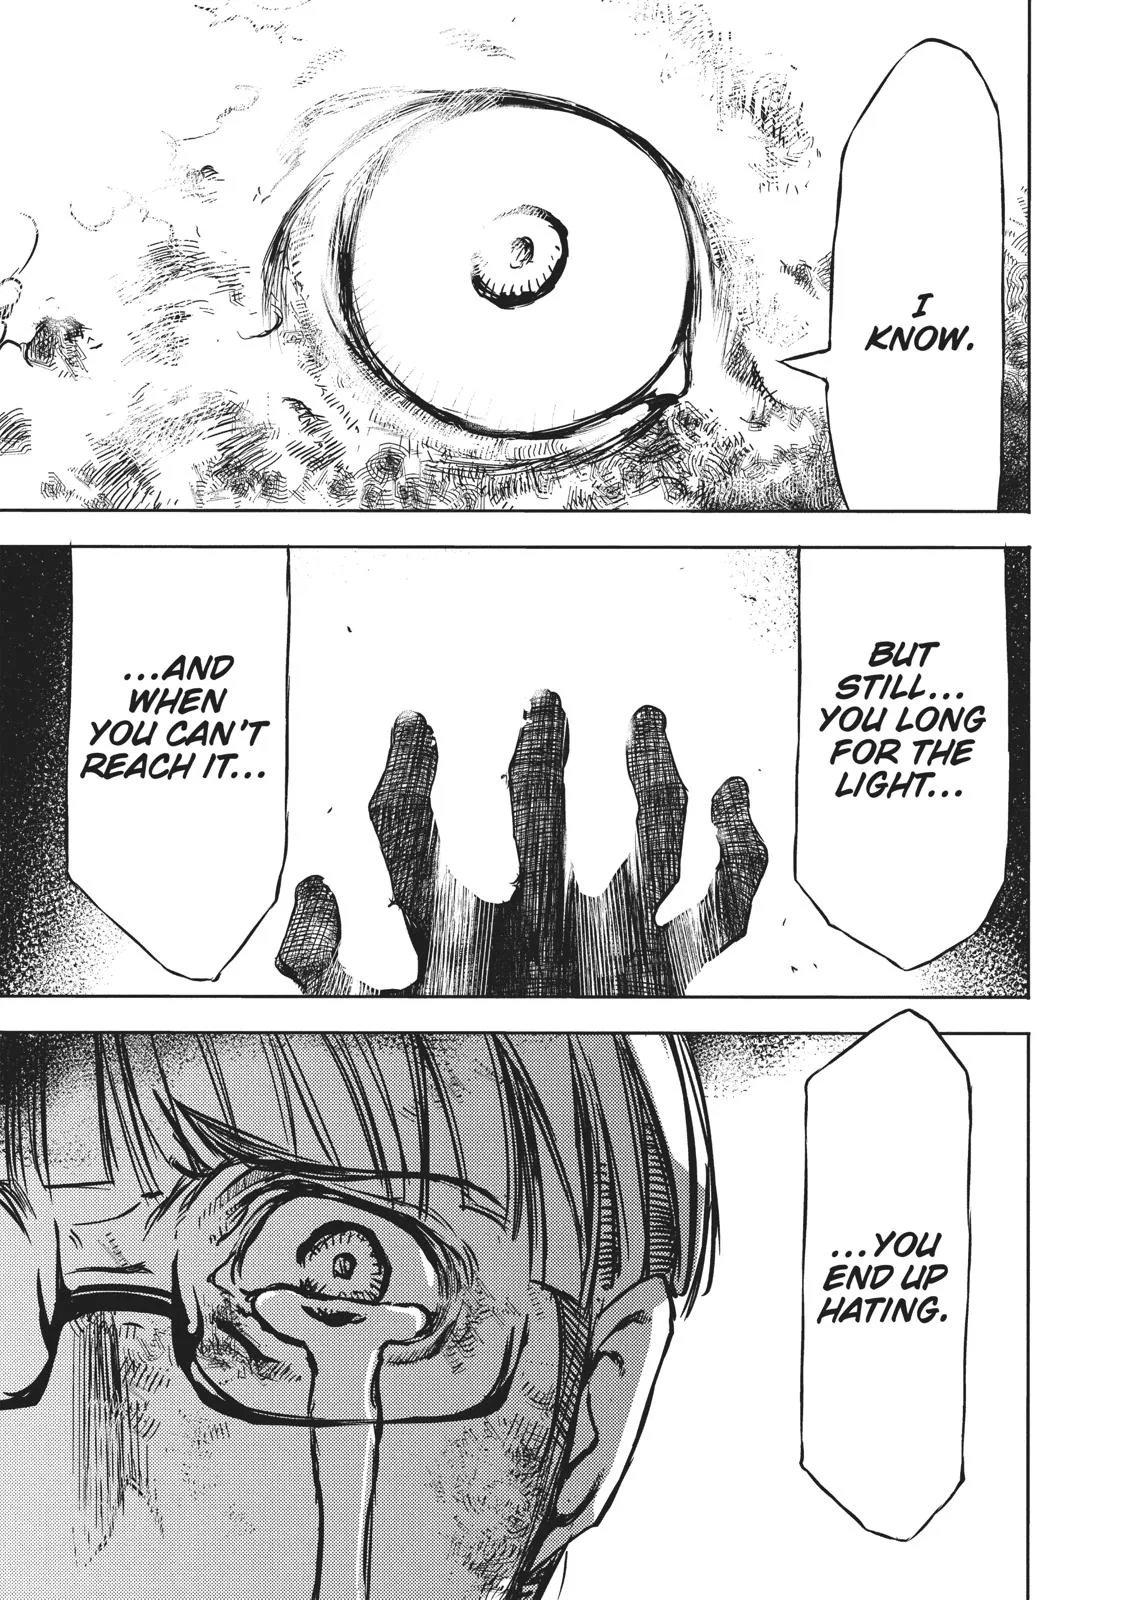 I
KNOW.
BUT
STILL...
YOU LONG
FOR THE
LIGHT...
...AND
WHEN
YOU CAN'T
REACH IT...
...YOU
END UP
HATING.